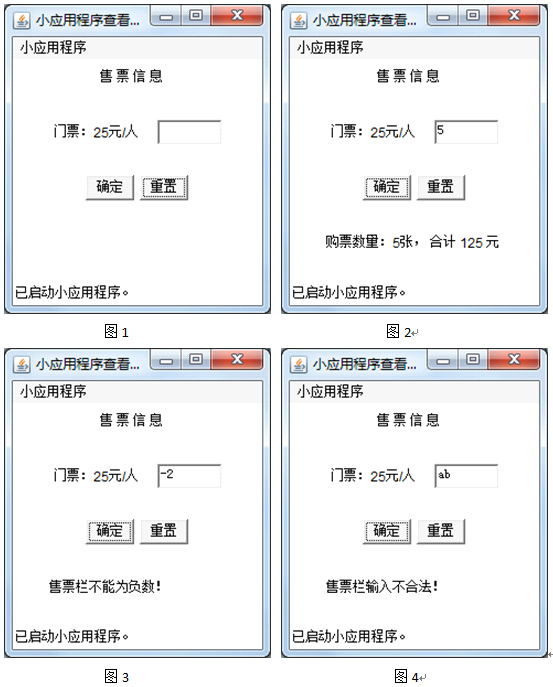 小应用程序查看...
小应用程序
售票信息
门票：25元/人
确定 重置
已启动小应用程序。
图1
小应用程序查看...
小应用程序
售票信息
门票：25元/人 5
确定 重置
购票数量：5张，合计 125 元
已启动小应用程序。
图2
小应用程序查看...
小应用程序
售票信息
门票：25元/人 -2
确定 重置
售票栏不能为负数！
已启动小应用程序。
图3
小应用程序查看...
小应用程序
售票信息
门票：25元/人 ab
确定 重置
售票栏输入不合法！
已启动小应用程序。
图4